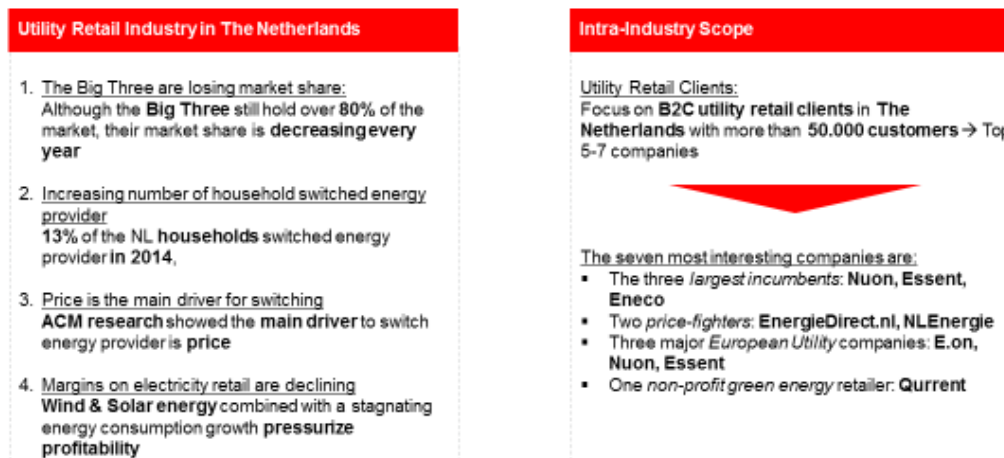 Utility Retail Industry in The Netherlands
1. The Big Three are losing market share:
Although the Big Three still hold over 80% of the
market, their market share is decreasing every
year
2. Increasing number of household switched energy
provider
13% of the NL households switched energy
provider in 2014,
3. Price is the main driver for switching
ACM research showed the main driver to switch
energy provider is price
4. Margins on electricity retail are declining
Wind & Solar energy combined with a stagnating
energy consumption growth pressurize
profitability
Intra-Industry Scope
Utility Retail Clients:
Focus on B2C utility retail clients in The
Netherlands with more than 50.000 customers → Top
5-7 companies
The seven most interesting companies are:
▪ The three largest incumbents: Nuon, Essent,
Eneco
▪ Two price-fighters: EnergieDirect.nl, NLEnergie
▪ Three major European Utility companies: E.on,
Nuon, Essent
▪ One non-profit green energy retailer: Qurrent